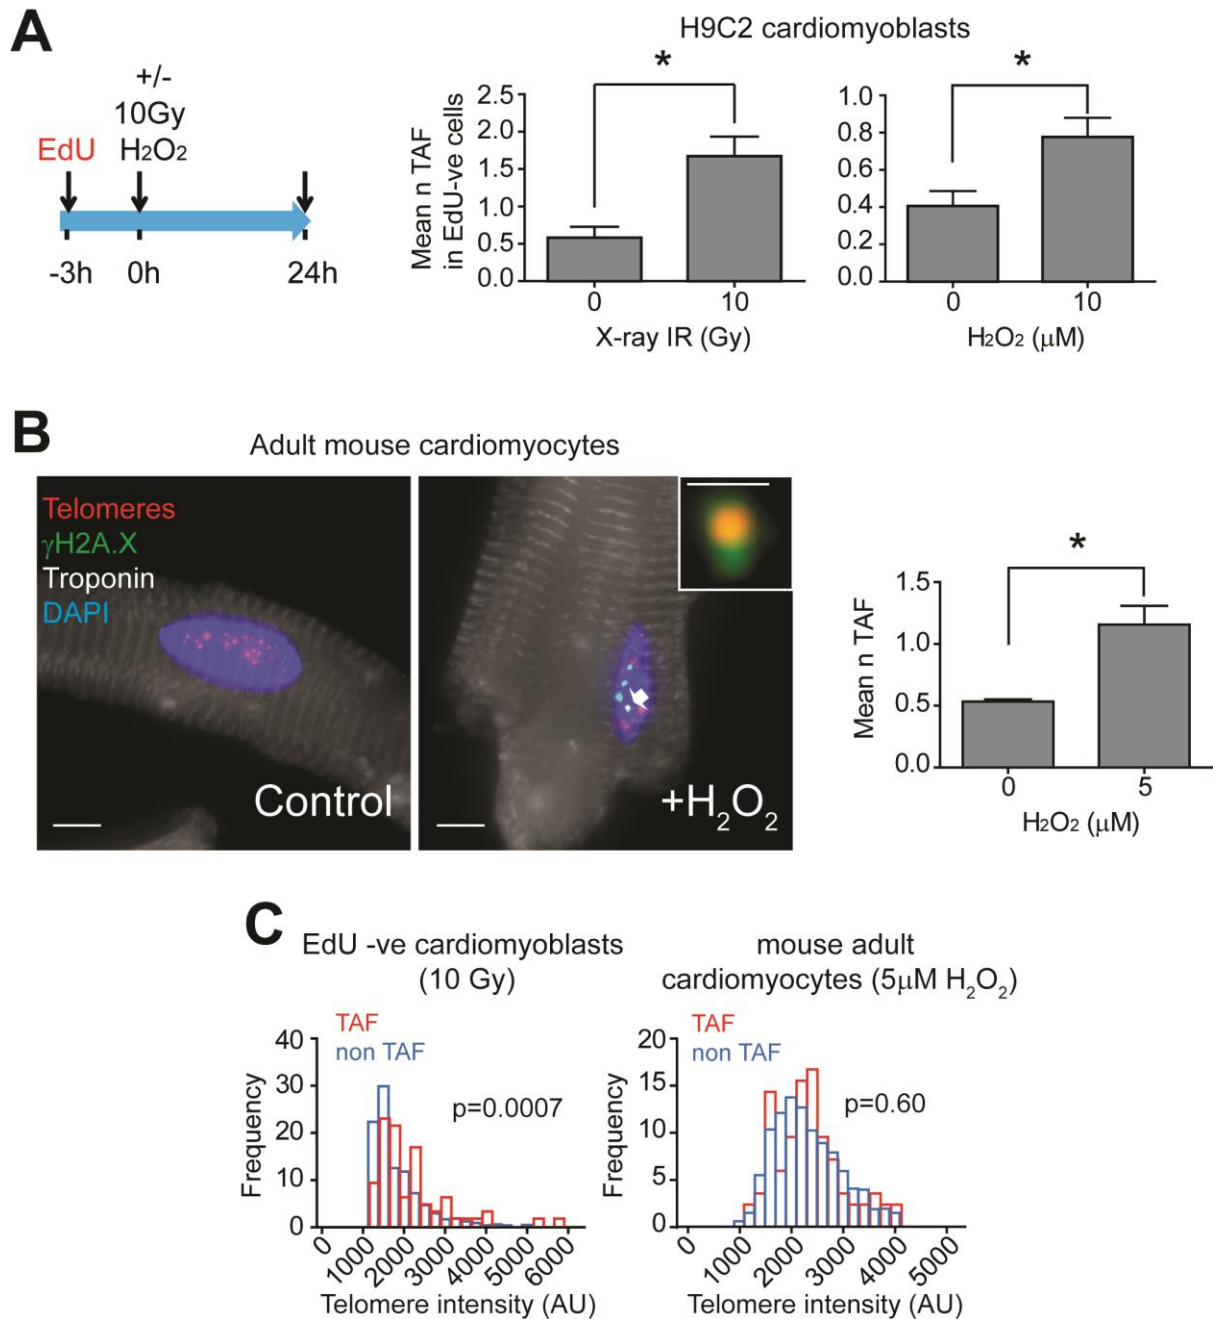 A
+/-
10Gy
H2O2
EdU
-3h
0h
24h
H9C2 cardiomyoblasts
*
Mean n TAF
in EdU-ve cells
2.5
2.0
1.5
1.0
0.5
0.0
0
10
X-ray IR (Gy)
*
1.0
0.8
0.6
0.4
0.2
0.0
0
10
H2O2 (μM)
B
Adult mouse cardiomyocytes
Telomeres
γH2A.X
Troponin
DAPI
Control
+H2O2
*
Mean n TAF
1.5
1.0
0.5
0.0
0
5
H2O2 (μM)
C
EdU -ve cardiomyoblasts
(10 Gy)
TAF
non TAF
p=0.0007
Frequency
40
30
20
10
0
0
1000
2000
3000
4000
5000
6000
Telomere intensity (AU)
mouse adult
cardiomyocytes (5μM H2O2)
TAF
non TAF
p=0.60
Frequency
20
15
10
5
0
0
1000
2000
3000
4000
5000
Telomere intensity (AU)